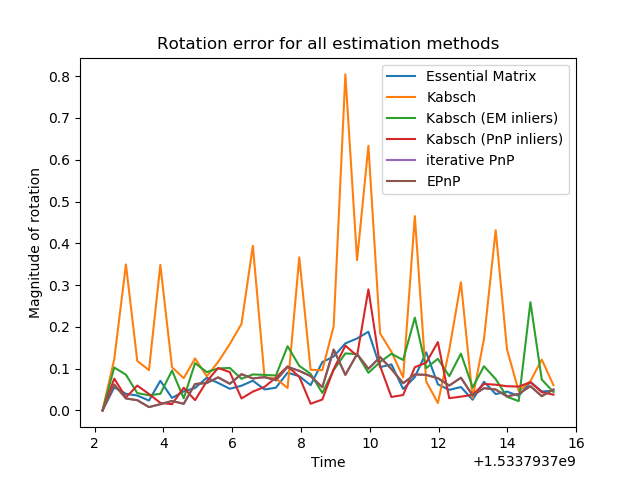 Rotation error for all estimation methods
Essential Matrix
Kabsch
Kabsch (EM inliers)
Kabsch (PnP inliers)
iterative PnP
EPnP
Magnitude of rotation
0.8
0.7
0.6
0.5
0.4
0.3
0.2
0.1
0.0
2 4 6 8 10 12 14 16
Time
+1.5337937e9